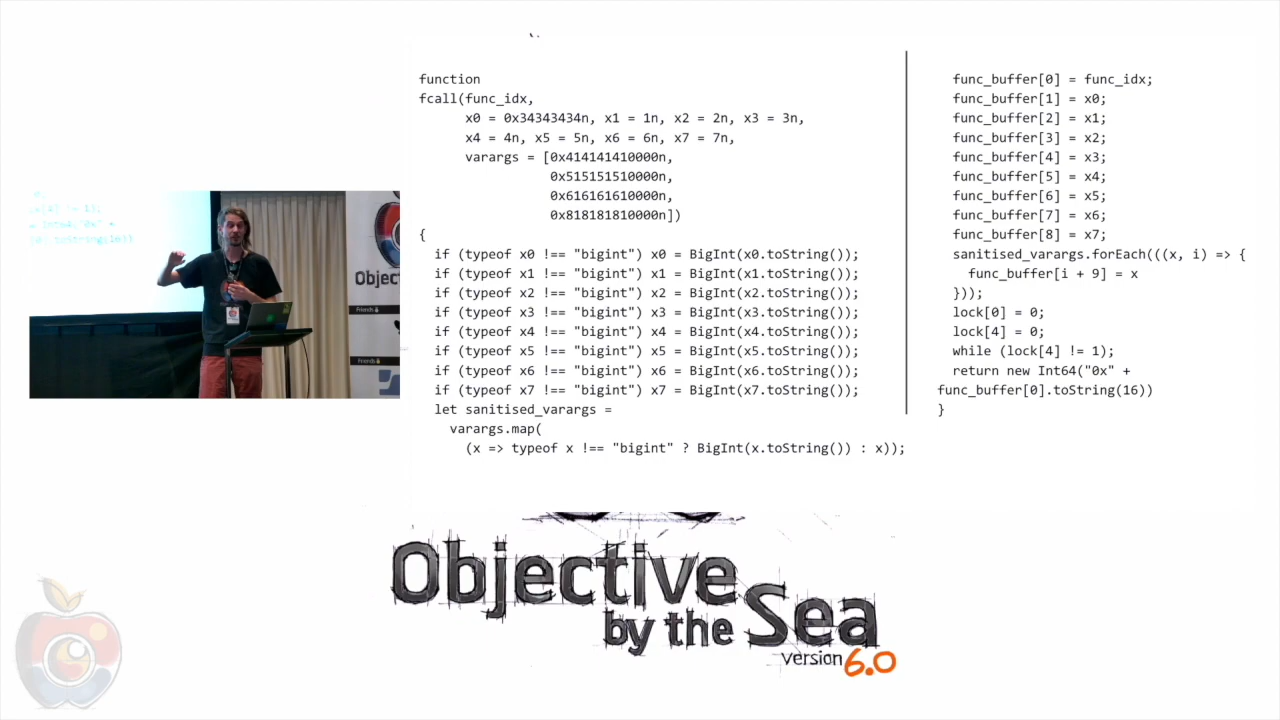 function
fcall(func_idx,
x0 = 0x34343434n, x1 = 1n, x2 = 2n, x3 = 3n,
x4 = 4n, x5 = 5n, x6 = 6n, x7 = 7n,
varargs = [0x414141410000n,
0x515151510000n,
0x616161610000n,
0x818181810000n])
{
if (typeof x0 !== "bigint") x0 = BigInt(x0.toString());
if (typeof x1 !== "bigint") x1 = BigInt(x1.toString());
if (typeof x2 !== "bigint") x2 = BigInt(x2.toString());
if (typeof x3 !== "bigint") x3 = BigInt(x3.toString());
if (typeof x4 !== "bigint") x4 = BigInt(x4.toString());
if (typeof x5 !== "bigint") x5 = BigInt(x5.toString());
if (typeof x6 !== "bigint") x6 = BigInt(x6.toString());
if (typeof x7 !== "bigint") x7 = BigInt(x7.toString());
let sanitised_varargs =
varargs.map(
(x => typeof x !== "bigint" ? BigInt(x.toString()) : x));
func_buffer[0] = func_idx;
func_buffer[1] = x0;
func_buffer[2] = x1;
func_buffer[3] = x2;
func_buffer[4] = x3;
func_buffer[5] = x4;
func_buffer[6] = x5;
func_buffer[7] = x6;
func_buffer[8] = x7;
sanitised_varargs.forEach(((x, i) => {
func_buffer[i + 9] = x
}));
lock[0] = 0;
lock[4] = 0;
while (lock[4] != 1);
return new Int64("0x" +
func_buffer[0].toString(16))
}
Objec
Friends
Friends
Objective
by the Sea
version 6.0